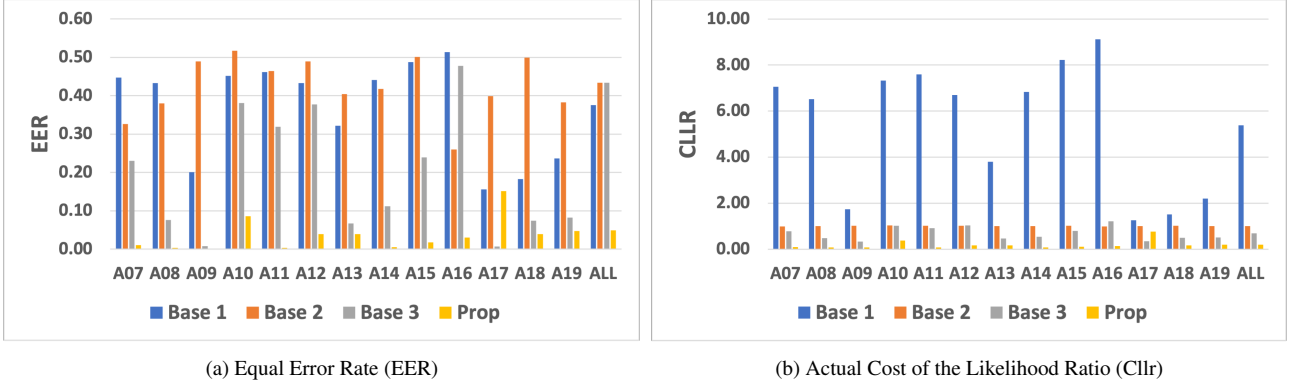 0.60
0.50
0.40
0.30
0.20
0.10
0.00
EER
A07 A08 A09 A10 A11 A12 A13 A14 A15 A16 A17 A18 A19 ALL
Base 1 Base 2 Base 3 Prop
(a) Equal Error Rate (EER)
10.00
8.00
6.00
4.00
2.00
0.00
CLLR
A07 A08 A09 A10 A11 A12 A13 A14 A15 A16 A17 A18 A19 ALL
Base 1 Base 2 Base 3 Prop
(b) Actual Cost of the Likelihood Ratio (Cllr)